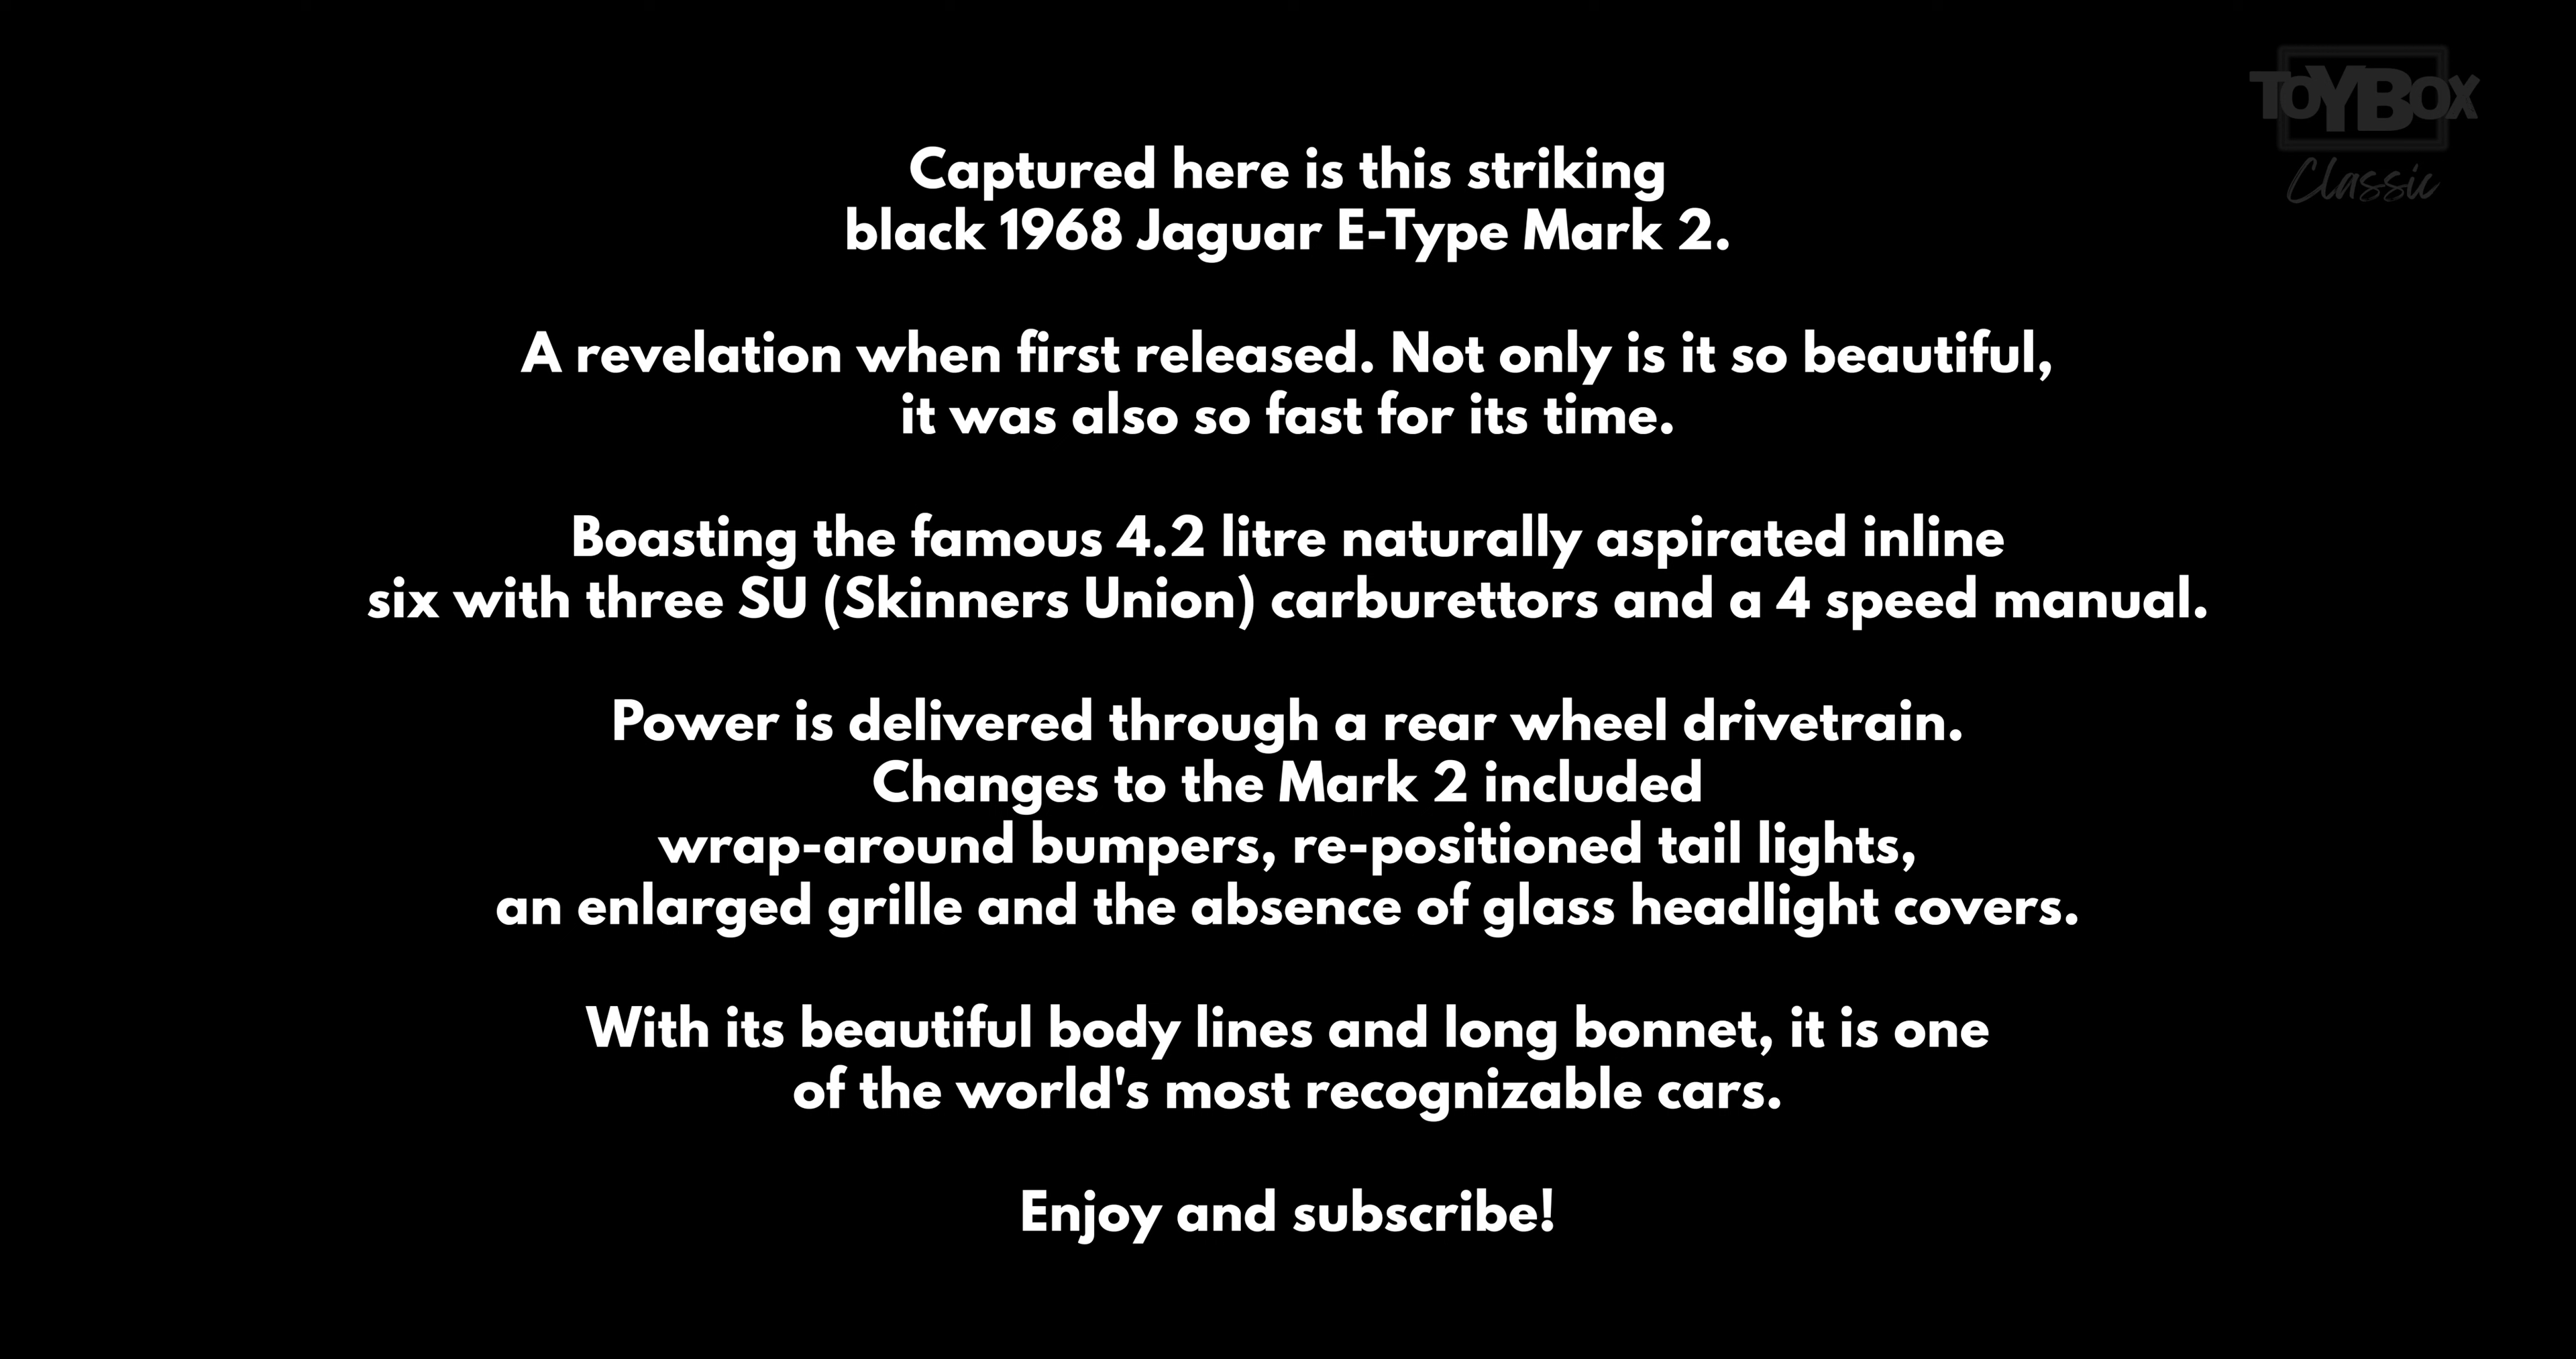 ToYBox
Classic
Captured here is this striking
black 1968 Jaguar E-Type Mark 2.
A revelation when first released. Not only is it so beautiful,
it was also so fast for its time.
Boasting the famous 4.2 litre naturally aspirated inline
six with three SU (Skinners Union) carburettors and a 4 speed manual.
Power is delivered through a rear wheel drivetrain.
Changes to the Mark 2 included
wrap-around bumpers, re-positioned tail lights,
an enlarged grille and the absence of glass headlight covers.
With its beautiful body lines and long bonnet, it is one
of the world's most recognizable cars.
Enjoy and subscribe!